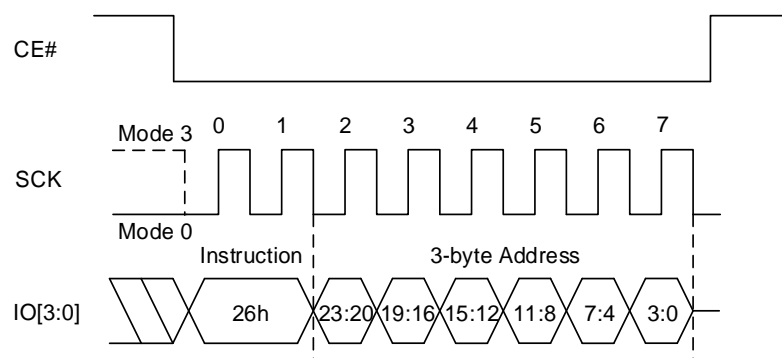 CE#
Mode 3 0 1 2 3 4 5 6 7
SCK
Mode 0
Instruction 3-byte Address
IO[3:0] 26h 23:20 19:16 15:12 11:8 7:4 3:0